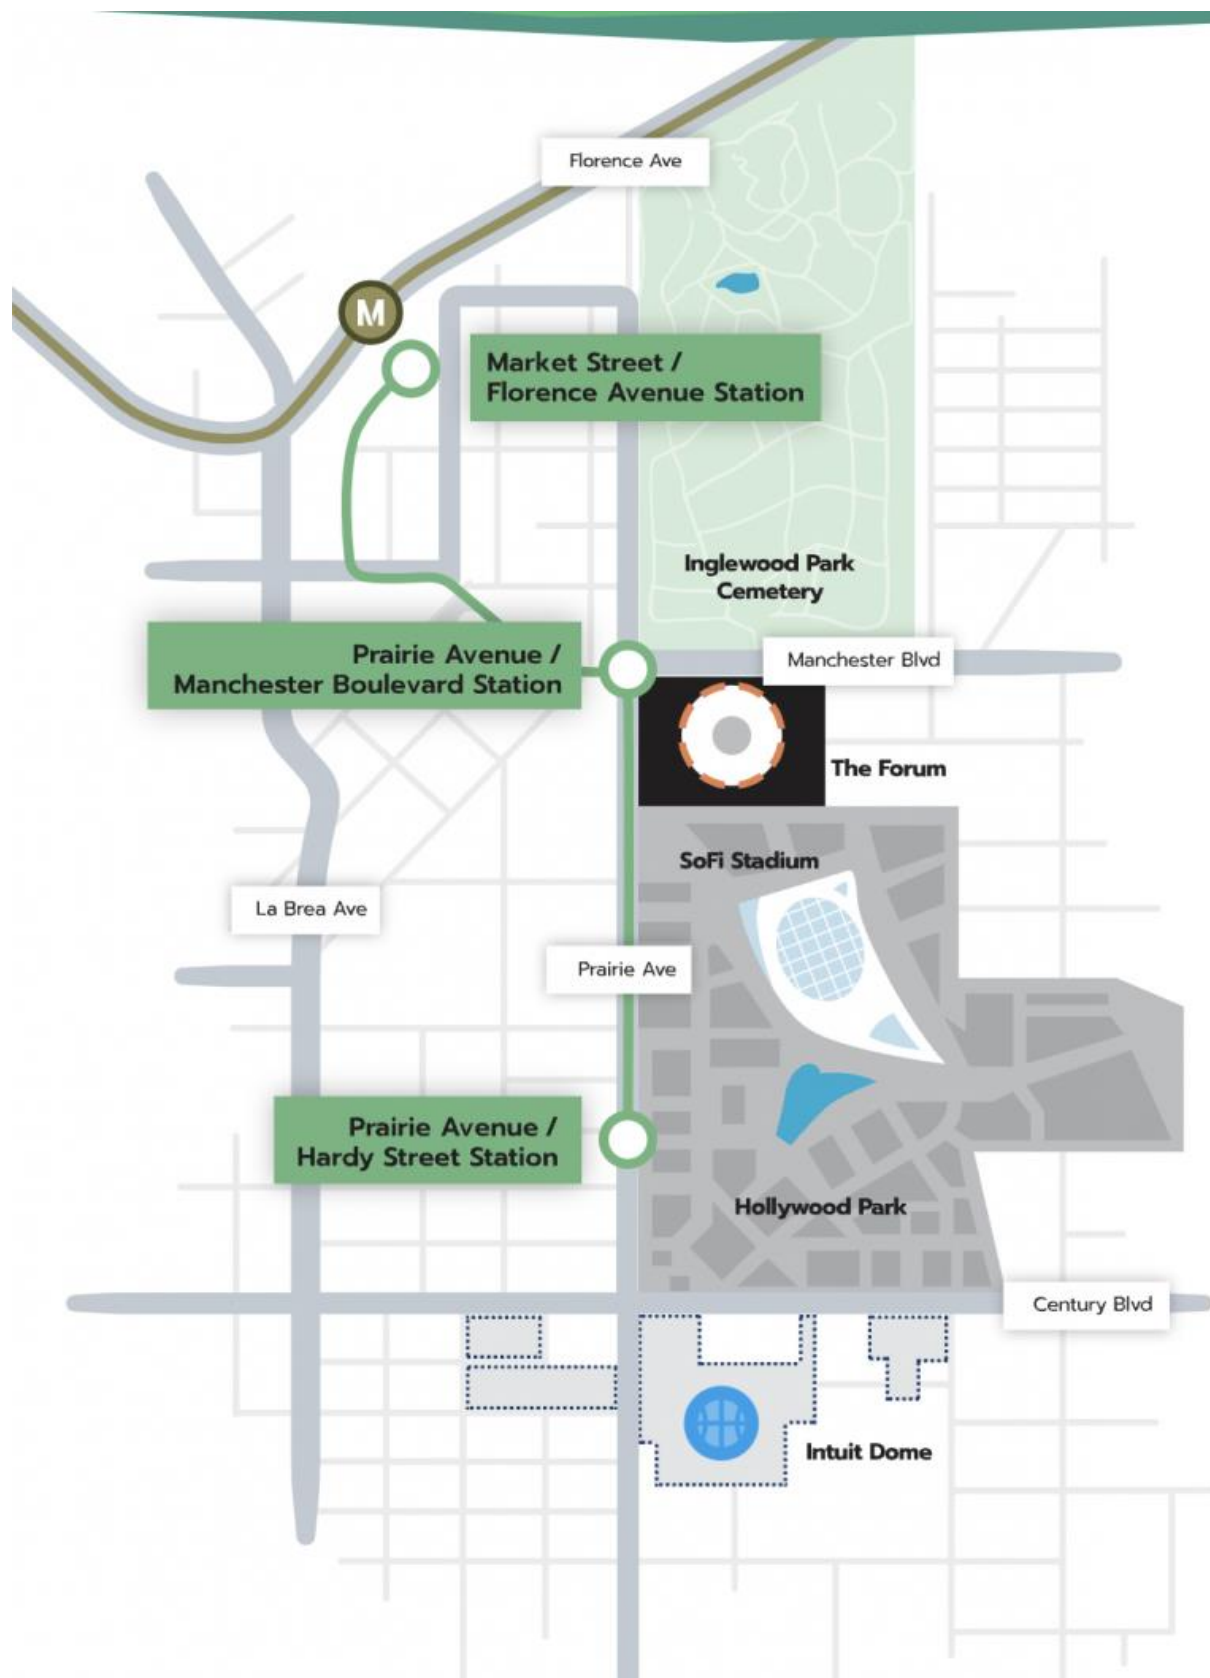 Florence Ave
M
Market Street /
Florence Avenue Station
Inglewood Park
Cemetery
Prairie Avenue /
Manchester Boulevard Station
Manchester Blvd
The Forum
SoFi Stadium
La Brea Ave
Prairie Ave
Prairie Avenue /
Hardy Street Station
Hollywood Park
Century Blvd
Intuit Dome